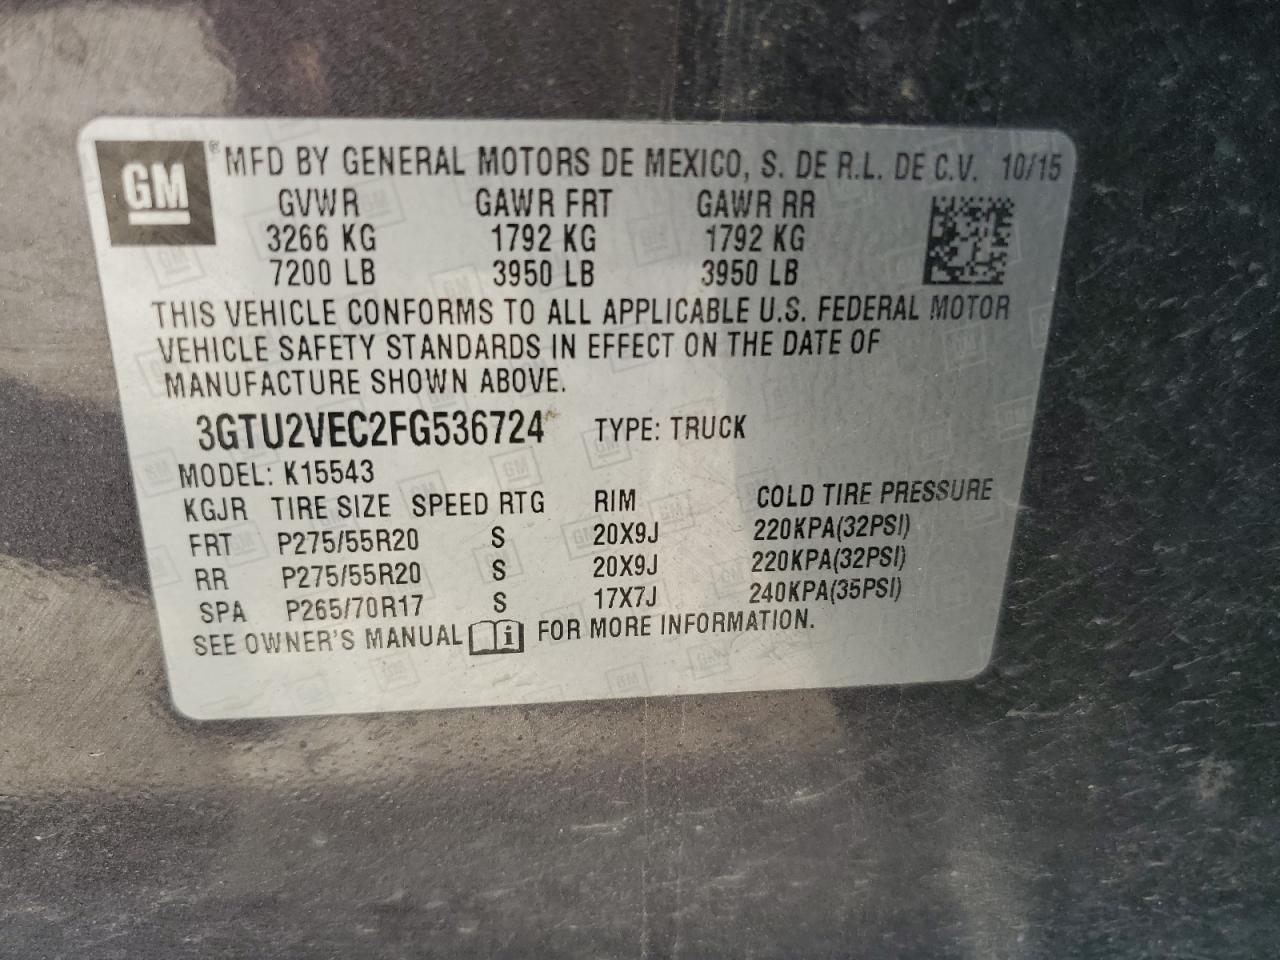 GM ® MFD BY GENERAL MOTORS DE MEXICO, S. DE R.L. DE C.V. 10/15
GVWR GAWR FRT GAWR RR
3266 KG 1792 KG 1792 KG
7200 LB 3950 LB 3950 LB
THIS VEHICLE CONFORMS TO ALL APPLICABLE U.S. FEDERAL MOTOR
VEHICLE SAFETY STANDARDS IN EFFECT ON THE DATE OF
MANUFACTURE SHOWN ABOVE.
3GTU2VEC2FG536724 TYPE: TRUCK
MODEL: K15543
KGJR TIRE SIZE SPEED RTG RIM COLD TIRE PRESSURE
FRT P275/55R20 S 20X9J 220KPA(32PSI)
RR P275/55R20 S 20X9J 220KPA(32PSI)
SPA P265/70R17 S 17X7J 240KPA(35PSI)
SEE OWNER'S MANUAL i FOR MORE INFORMATION.